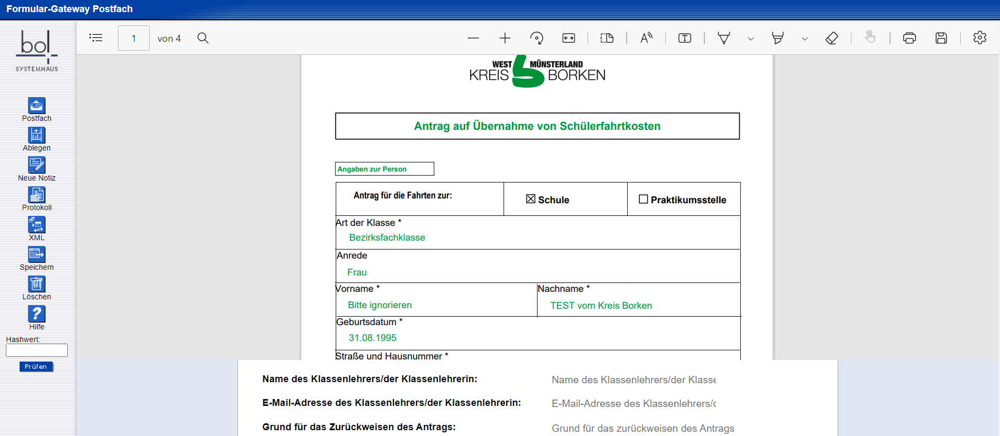 Formular-Gateway Postfach
bol
SYSTEMHAUS
1 von 4
WEST MÜNSTERLAND
KREIS BORKEN
Antrag auf Übernahme von Schülerfahrtkosten
Angaben zur Person
Antrag für die Fahrten zur: Schule Praktikumsstelle
Art der Klasse *
Bezirksfachklasse
Anrede
Frau
Vorname * Nachname *
Bitte ignorieren TEST vom Kreis Borken
Geburtsdatum *
31.08.1995
Straße und Hausnummer *
Postfach
Ablegen
Neue Notiz
Protokoll
XML
Speichern
Löschen
Hilfe
Hashwert:
Prüfen
Name des Klassenlehrers/der Klassenlehrerin: Name des Klassenlehrers/der Klasse
E-Mail-Adresse des Klassenlehrers/der Klassenlehrerin: E-Mail-Adresse des Klassenlehrers/
Grund für das Zurückweisen des Antrags: Grund für das zurückweisen des Antrags